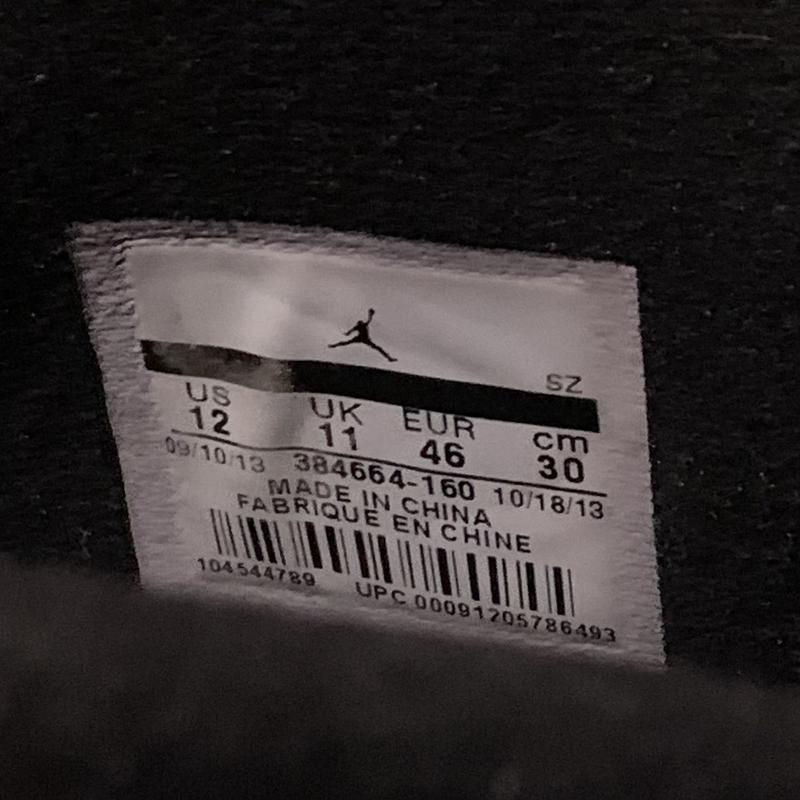 SZ
US UK EUR cm
12 11 46 30
09/10/13 384664-160 10/18/13
MADE IN CHINA
FABRIQUE EN CHINE
104544789 UPC 00091205786493